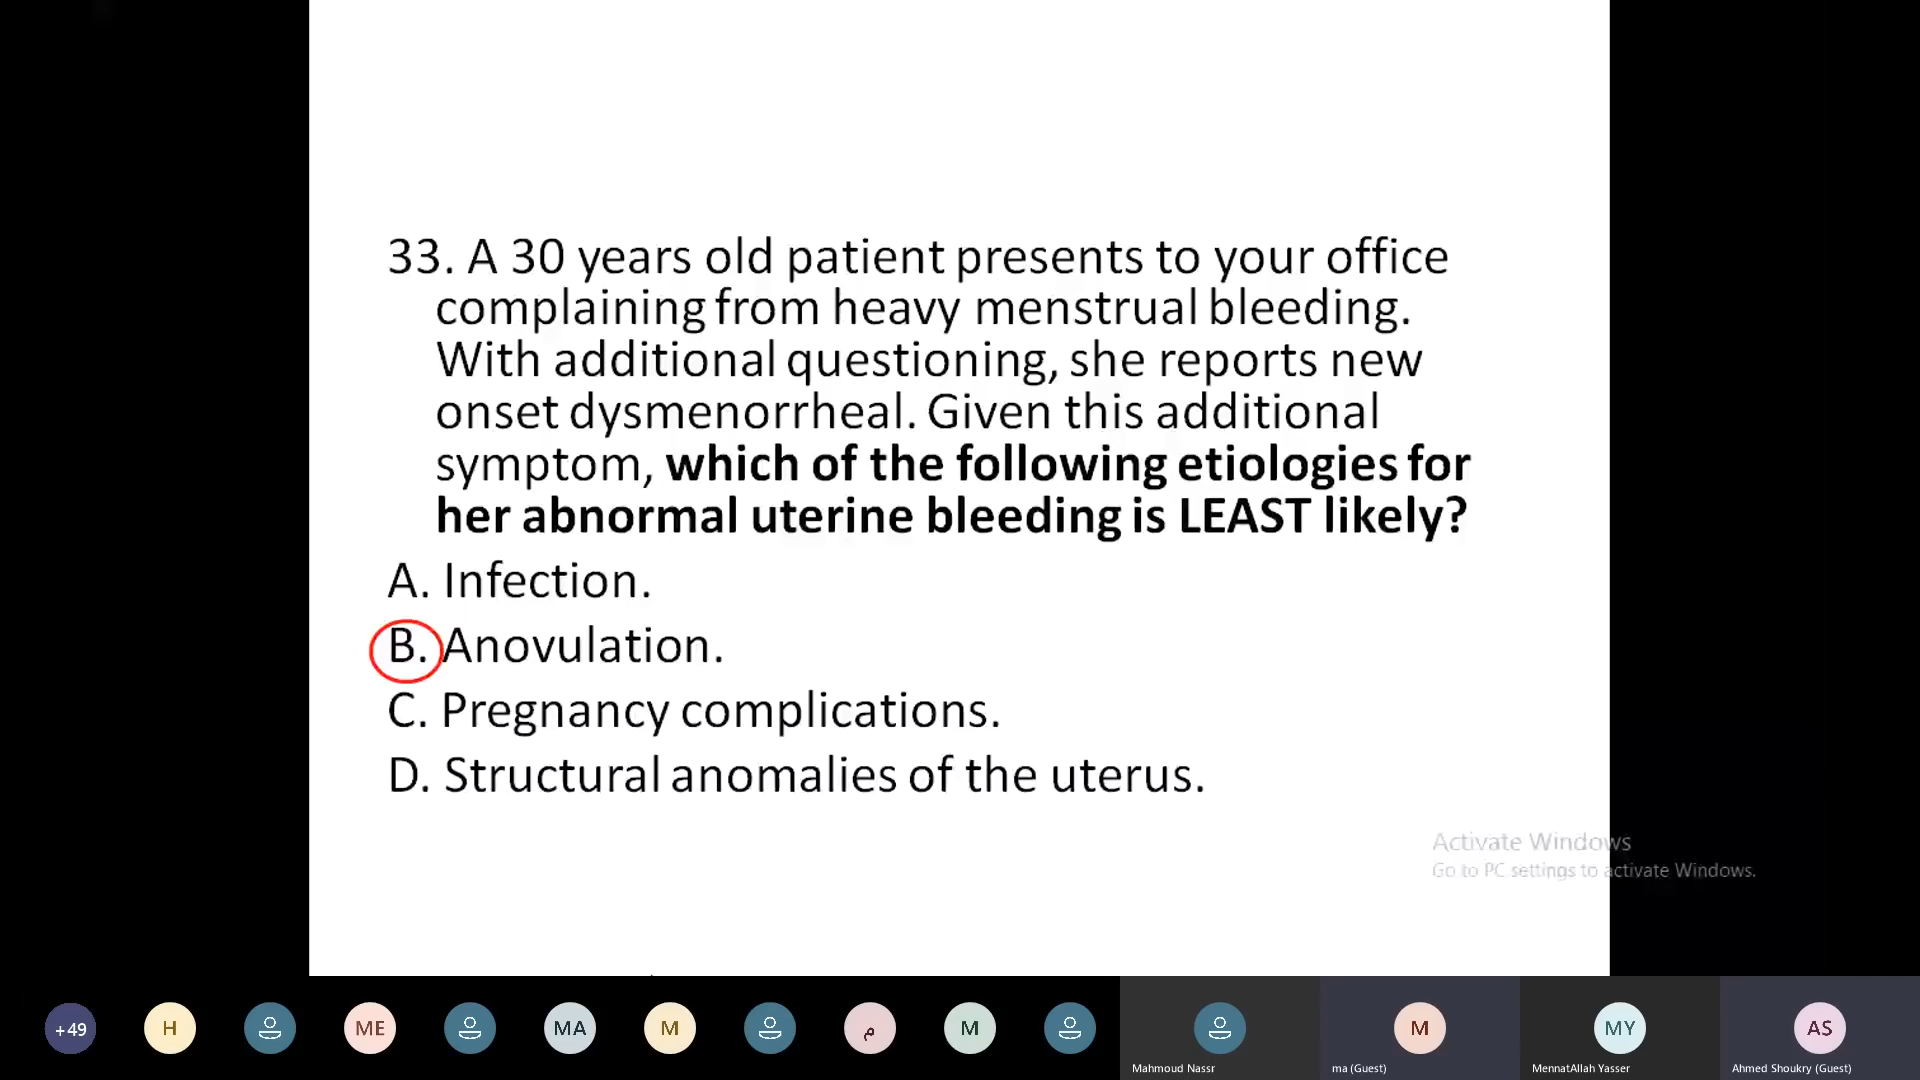 33. A 30 years old patient presents to your office
complaining from heavy menstrual bleeding.
With additional questioning, she reports new
onset dysmenorrheal. Given this additional
symptom, which of the following etiologies for
her abnormal uterine bleeding is LEAST likely?
A. Infection.
B. Anovulation.
C. Pregnancy complications.
D. Structural anomalies of the uterus.
Activate Windows
Go to PC settings to activate Windows.
+49 H ME MA M م M M MY AS
Mahmoud Nassr ma (Guest) MennatAllah Yasser Ahmed Shoukry (Guest)